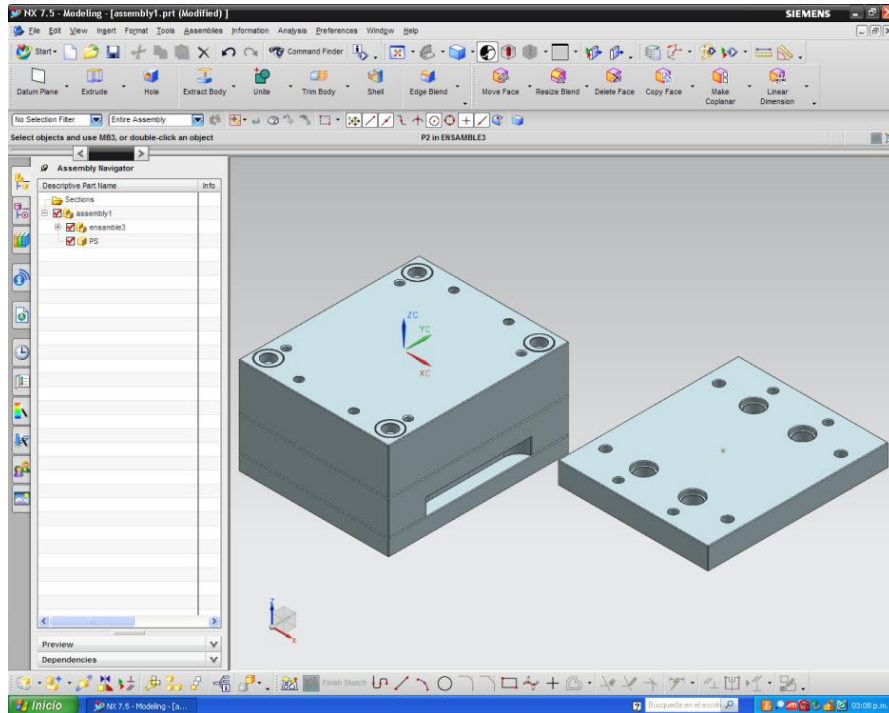 NX 7.5 - Modeling - [assembly1.prt (Modified) ]
SIEMENS
File Edit View Insert Format Tools Assemblies Information Analysis Preferences Window Help
Start
Command Finder
Datum Plane Extrude Hole Extract Body Unite Trim Body Shell Edge Blend Move Face Resize Blend Delete Face Copy Face Make Coplanar Linear Dimension
No Selection Filter Entire Assembly
Select objects and use MB3, or double-click an object
P2 in ENSAMBLE3
Assembly Navigator
Descriptive Part Name Info
Sections
assembly1
ensamble3
PS
ZC
YC
XC
Z
X
Preview
Dependencies
Finish Sketch
Inicio
NX 7.5 - Modeling - [a...
Búsqueda en el escrit
03:08 p.m.